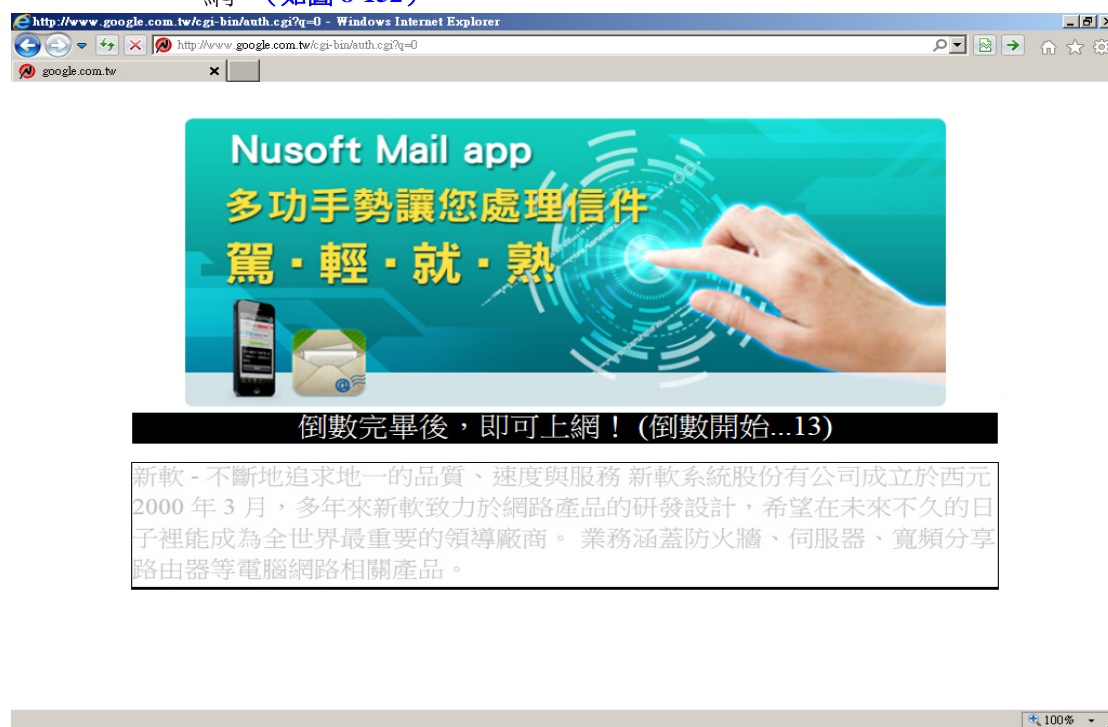 http://www.google.com.tw/cgi-bin/auth.cgi?q=0 - Windows Internet Explorer
http://www.google.com.tw/cgi-bin/auth.cgi?q=0
google.com.tw
Nusoft Mail app
多功手勢讓您處理信件
駕・輕・就・熟
倒數完畢後，即可上網！ (倒數開始...13)
新軟 - 不斷地追求地一的品質、速度與服務 新軟系統股份有公司成立於西元
2000 年 3 月，多年來新軟致力於網路產品的研發設計，希望在未來不久的日
子裡能成為全世界最重要的領導廠商。 業務涵蓋防火牆、伺服器、寬頻分享
路由器等電腦網路相關產品。
100%